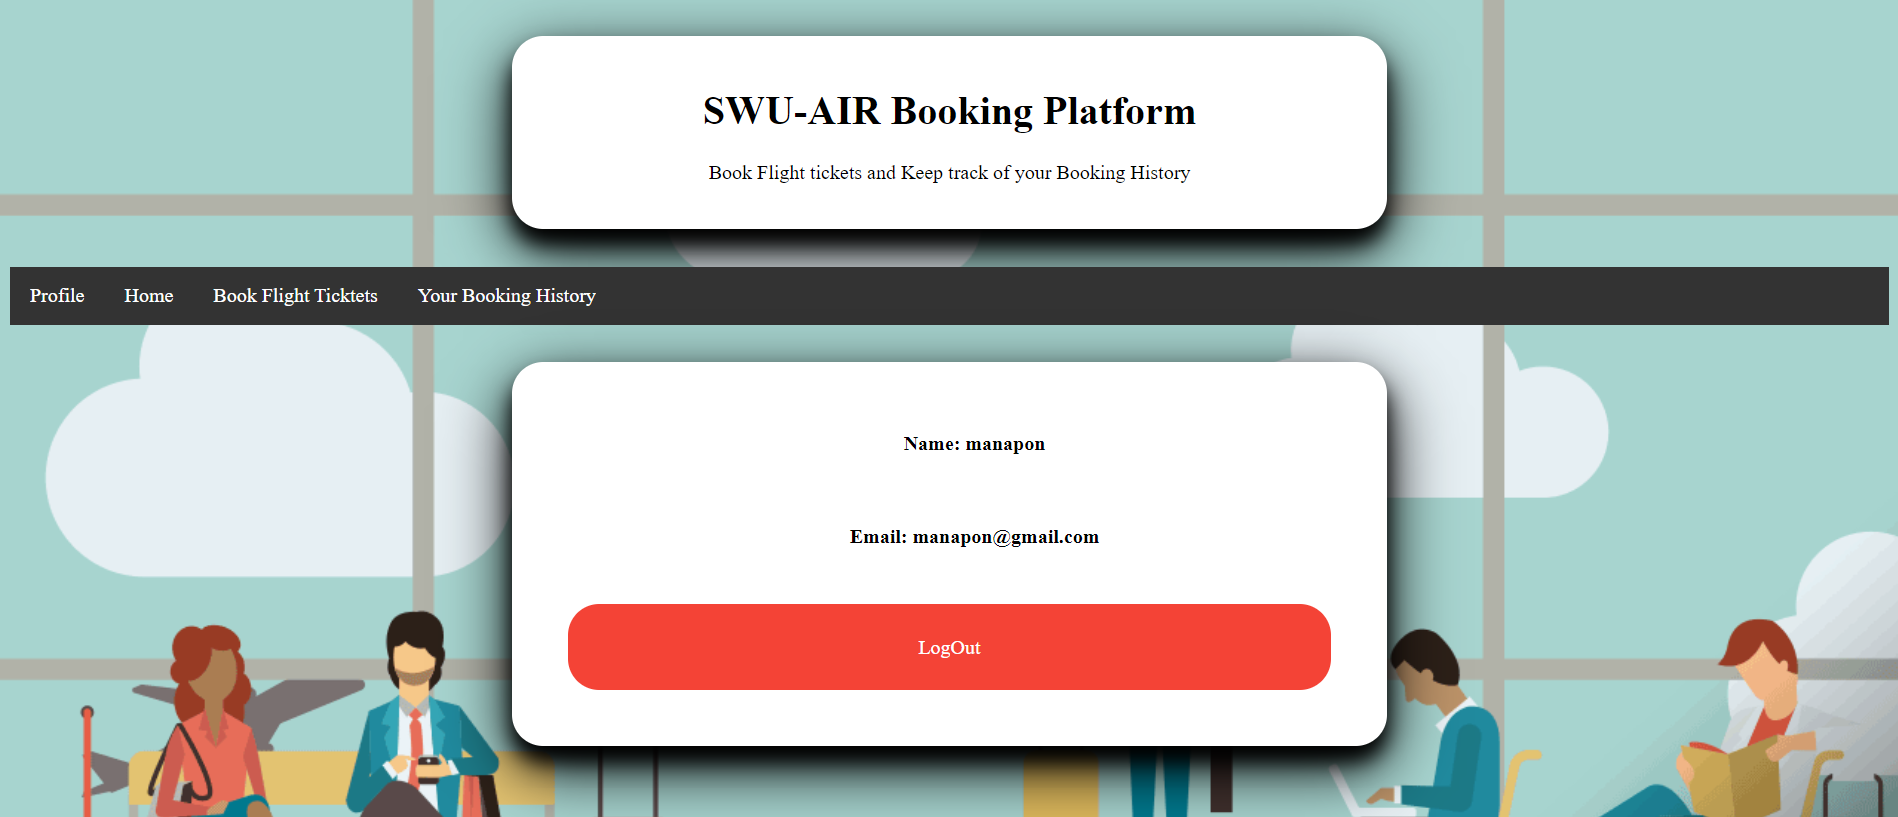 SWU-AIR Booking Platform
Book Flight tickets and Keep track of your Booking History
Profile Home Book Flight Ticktets Your Booking History
Name: manapon
Email: manapon@gmail.com
LogOut